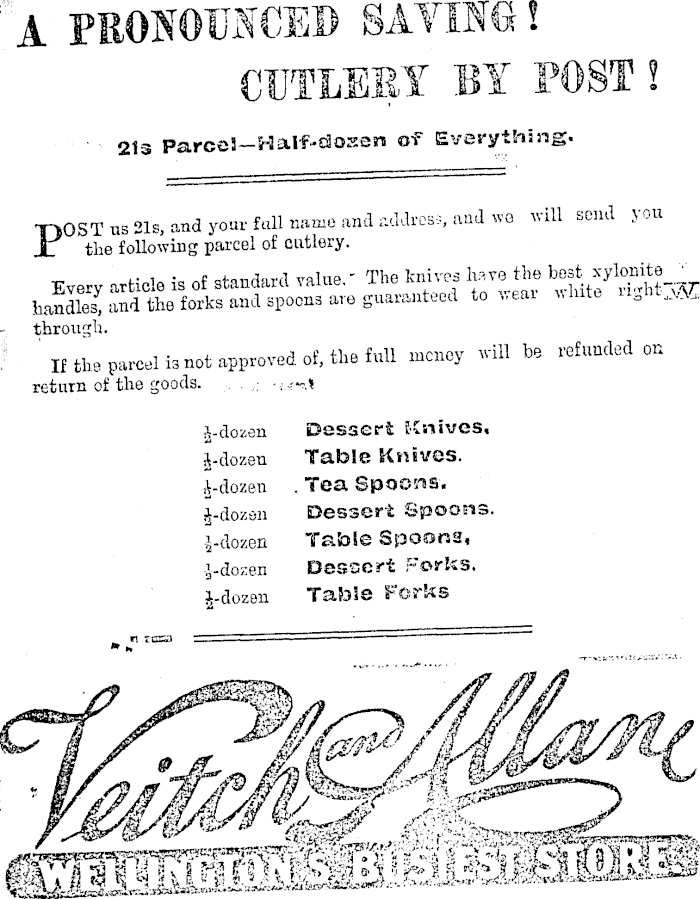 A PRONOUNCED SAVING!
CUTLERY BY POST!
21s Parcel—Half-dozen of Everything.
POST us 21s, and your full name and address, and we will send you
the following parcel of cutlery.
Every article is of standard value. The knives have the best xylonite
handles, and the forks and spoons are guaranteed to wear white right
through.
If the parcel is not approved of, the full money will be refunded on
return of the goods.
½-dozen Dessert Knives.
½-dozen Table Knives.
½-dozen Tea Spoons.
½-dozen Dessert Spoons.
½-dozen Table Spoons,
½-dozen Dessert Forks.
½-dozen Table Forks
Veitch and Allan
WELLINGTON'S BUSIEST STORE.